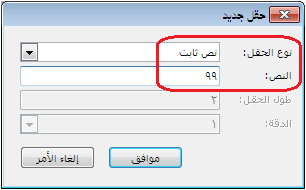 حقل جديد
نوع الحقل: نص ثابت
النص: ٩٩
طول الحقل: ٢
الدقة: ١
موافق إلغاء الأمر